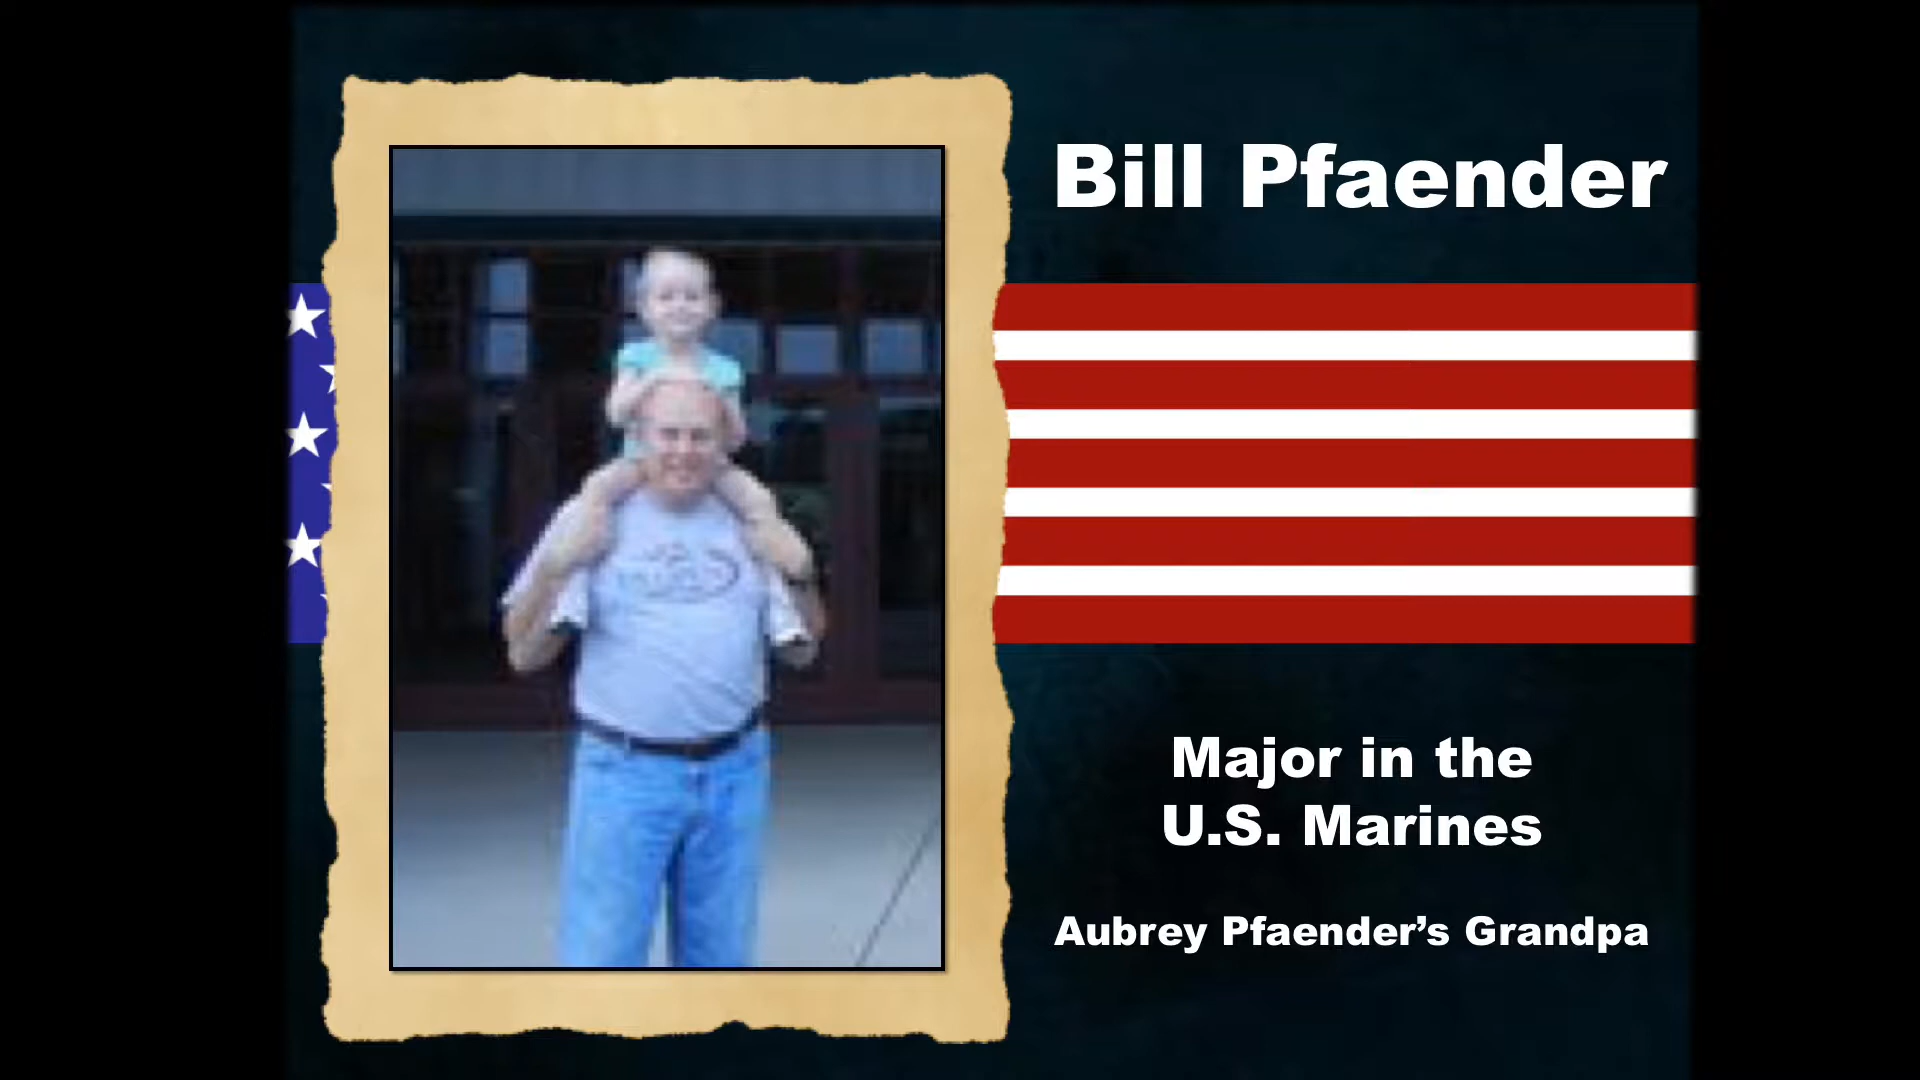 Bill Pfaender
Major in the
U.S. Marines
Aubrey Pfaender’s Grandpa